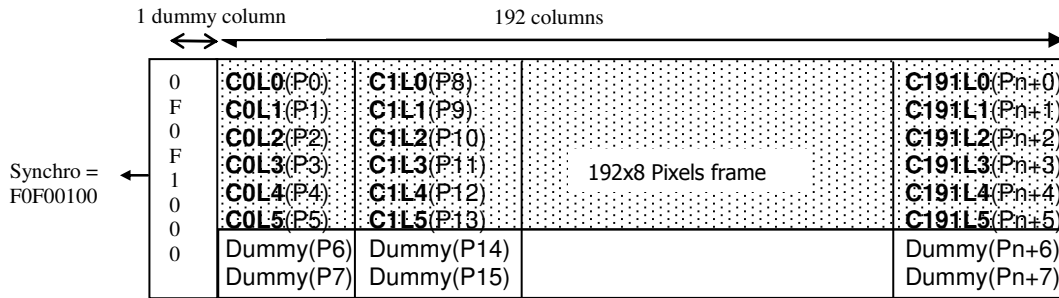 1 dummy column
192 columns
0
F
0
F
1
0
0
0
Synchro =
F0F00100
C0L0(P0)
C0L1(P1)
C0L2(P2)
C0L3(P3)
C0L4(P4)
C0L5(P5)
Dummy(P6)
Dummy(P7)
C1L0(P8)
C1L1(P9)
C1L2(P10)
C1L3(P11)
C1L4(P12)
C1L5(P13)
Dummy(P14)
Dummy(P15)
192x8 Pixels frame
C191L0(Pn+0)
C191L1(Pn+1)
C191L2(Pn+2)
C191L3(Pn+3)
C191L4(Pn+4)
C191L5(Pn+5)
Dummy(Pn+6)
Dummy(Pn+7)